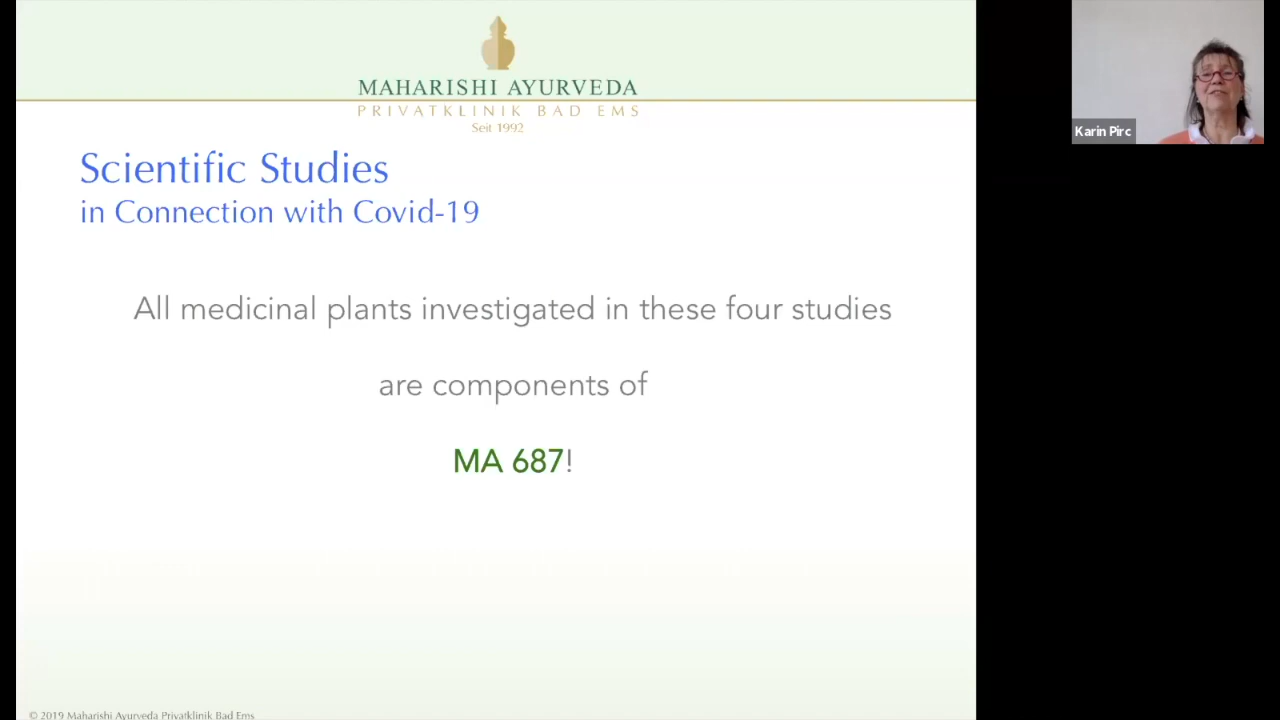 MAHARISHI AYURVEDA
PRIVATKLINIK BAD EMS
Seit 1992
Karin Pirc
Scientific Studies
in Connection with Covid-19
All medicinal plants investigated in these four studies
are components of
MA 687!
© 2019 Maharishi Ayurveda Privatklinik Bad Ems